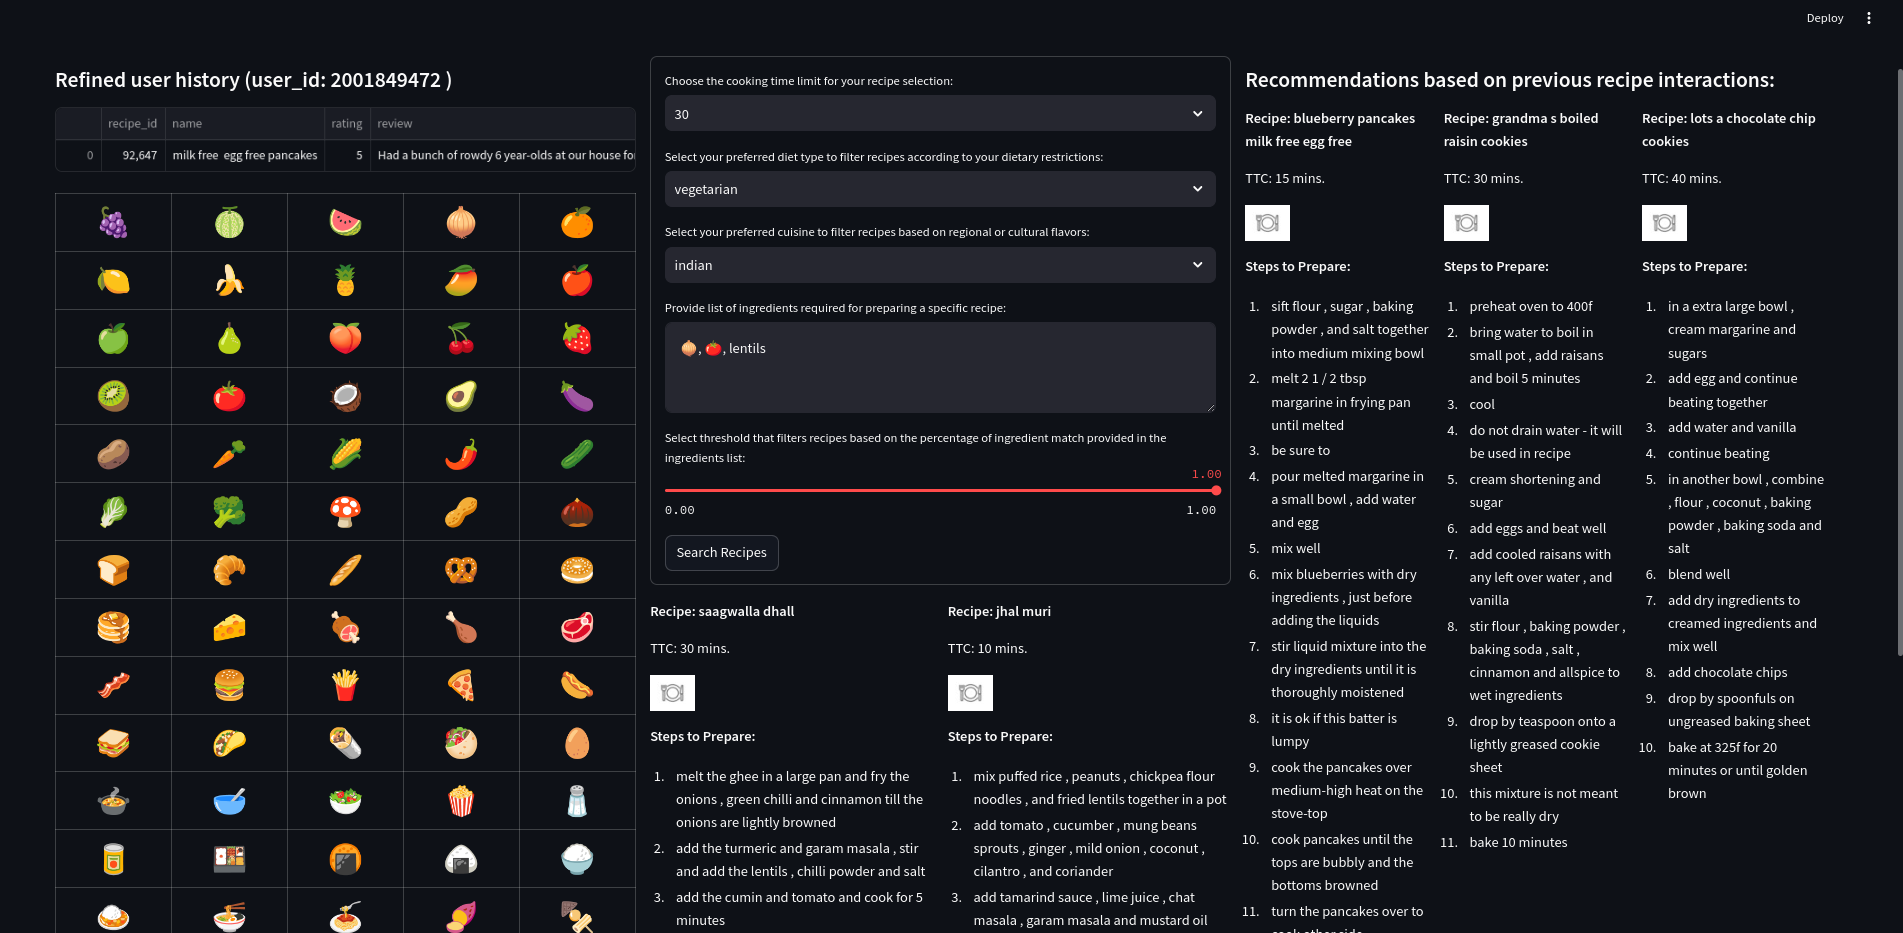 Deploy
Refined user history (user_id: 2001849472 )
recipe_id name rating review
0 92,647 milk free egg free pancakes 5 Had a bunch of rowdy 6 year-olds at our house fo
Choose the cooking time limit for your recipe selection:
30
Select your preferred diet type to filter recipes according to your dietary restrictions:
vegetarian
Select your preferred cuisine to filter recipes based on regional or cultural flavors:
indian
Provide list of ingredients required for preparing a specific recipe:
🧅, 🍅, lentils
Select threshold that filters recipes based on the percentage of ingredient match provided in the
ingredients list:
1.00
0.00 1.00
Search Recipes
Recipe: saagwalla dhall
TTC: 30 mins.
Steps to Prepare:
1. melt the ghee in a large pan and fry the
onions , green chilli and cinnamon till the
onions are lightly browned
2. add the turmeric and garam masala , stir
and add the lentils , chilli powder and salt
3. add the cumin and tomato and cook for 5
minutes
Recipe: jhal muri
TTC: 10 mins.
Steps to Prepare:
1. mix puffed rice , peanuts , chickpea flour
noodles , and fried lentils together in a pot
2. add tomato , cucumber , mung beans
sprouts , ginger , mild onion , coconut ,
cilantro , and coriander
3. add tamarind sauce , lime juice , chat
masala , garam masala and mustard oil
Recommendations based on previous recipe interactions:
Recipe: blueberry pancakes
milk free egg free
TTC: 15 mins.
Steps to Prepare:
1. sift flour , sugar , baking
powder , and salt together
into medium mixing bowl
2. melt 2 1 / 2 tbsp
margarine in frying pan
until melted
3. be sure to
4. pour melted margarine in
a small bowl , add water
and egg
5. mix well
6. mix blueberries with dry
ingredients , just before
adding the liquids
7. stir liquid mixture into the
dry ingredients until it is
thoroughly moistened
8. it is ok if this batter is
lumpy
9. cook the pancakes over
medium-high heat on the
stove-top
10. cook pancakes until the
tops are bubbly and the
bottoms browned
11. turn the pancakes over to
Recipe: grandma s boiled
raisin cookies
TTC: 30 mins.
Steps to Prepare:
1. preheat oven to 400f
2. bring water to boil in
small pot , add raisans
and boil 5 minutes
3. cool
4. do not drain water - it will
be used in recipe
5. cream shortening and
sugar
6. add eggs and beat well
7. add cooled raisans with
any left over water , and
vanilla
8. stir flour , baking powder ,
baking soda , salt ,
cinnamon and allspice to
wet ingredients
9. drop by teaspoon onto a
lightly greased cookie
sheet
10. this mixture is not meant
to be really dry
11. bake 10 minutes
Recipe: lots a chocolate chip
cookies
TTC: 40 mins.
Steps to Prepare:
1. in a extra large bowl ,
cream margarine and
sugars
2. add egg and continue
beating together
3. add water and vanilla
4. continue beating
5. in another bowl , combine
, flour , coconut , baking
powder , baking soda and
salt
6. blend well
7. add dry ingredients to
creamed ingredients and
mix well
8. add chocolate chips
9. drop by spoonfuls on
ungreased baking sheet
10. bake at 325f for 20
minutes or until golden
brown